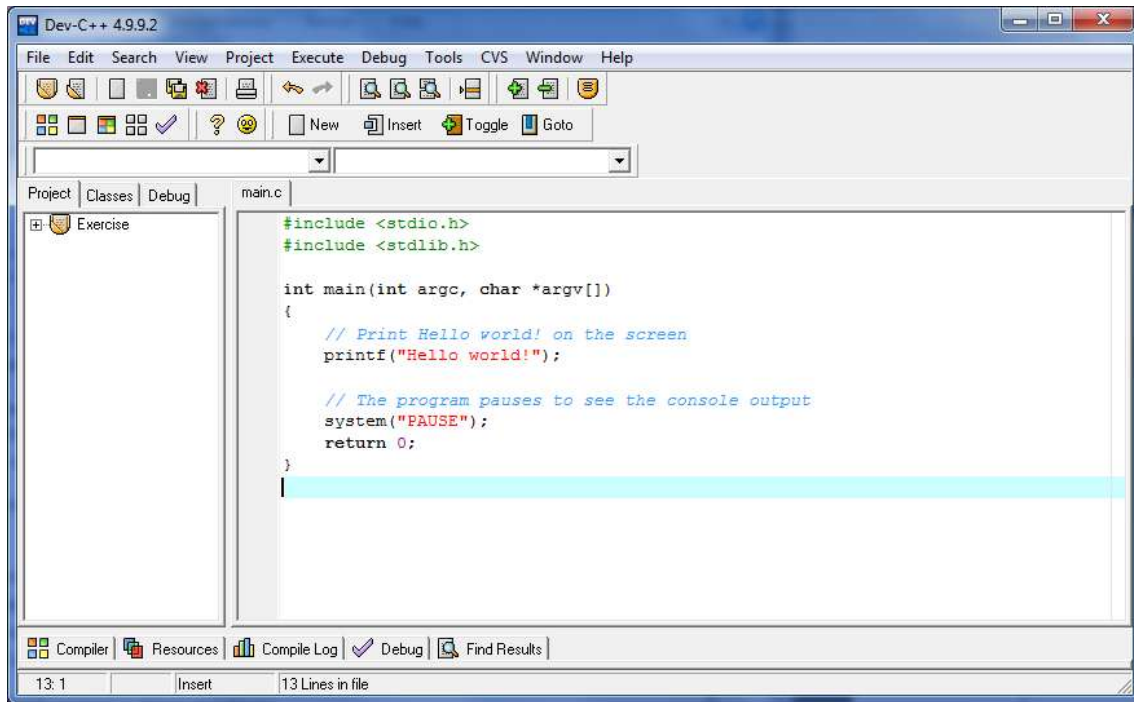 Dev-C++ 4.9.9.2
File Edit Search View Project Execute Debug Tools CVS Window Help
New Insert Toggle Goto
Project Classes Debug main.c
Exercise
#include <stdio.h>
#include <stdlib.h>
int main(int argc, char *argv[])
{
// Print Hello world! on the screen
printf("Hello world!");
// The program pauses to see the console output
system("PAUSE");
return 0;
}
Compiler Resources Compile Log Debug Find Results
13: 1 Insert 13 Lines in file